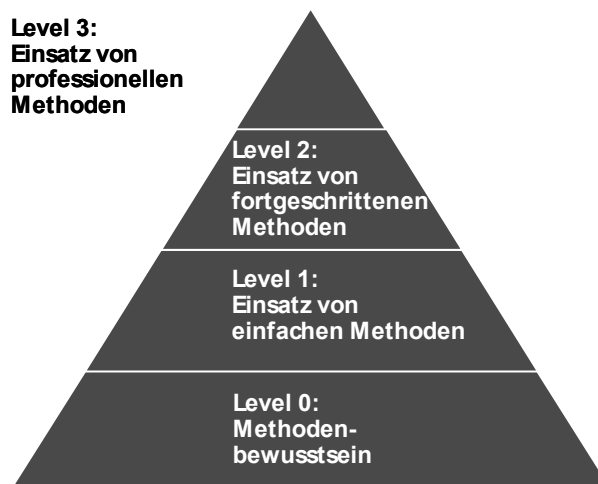 Level 3:
Einsatz von
professionellen
Methoden
Level 2:
Einsatz von
fortgeschrittenen
Methoden
Level 1:
Einsatz von
einfachen Methoden
Level 0:
Methoden-
bewusstsein